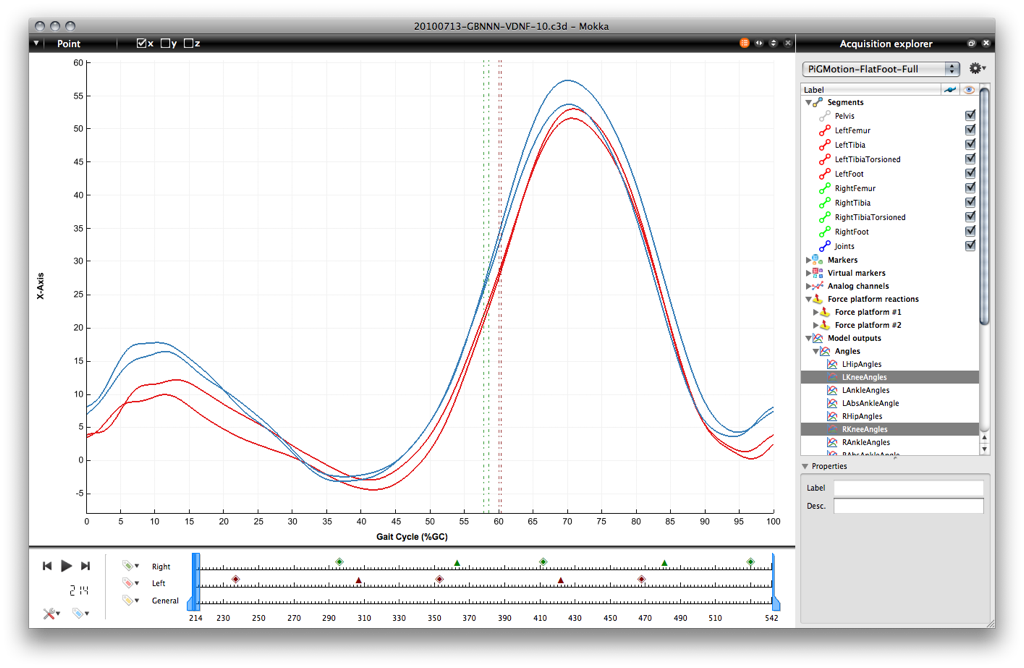 20100713-GBNNN-VDNF-10.c3d – Mokka
Point
x y z
Acquisition explorer
PiGMotion-FlatFoot-Full
Label
Segments
Pelvis
LeftFemur
LeftTibia
LeftTibiaTorsioned
LeftFoot
RightFemur
RightTibia
RightTibiaTorsioned
RightFoot
Joints
Markers
Virtual markers
Analog channels
Force platform reactions
Force platform #1
Force platform #2
Model outputs
Angles
LHipAngles
LKneeAngles
LAnkleAngles
LAbsAnkleAngle
RHipAngles
RKneeAngles
RAnkleAngles
RAbsAnkleAngle
Properties
Label
Desc.
60
55
50
45
40
35
30
25
20
15
10
5
0
-5
X-Axis
0 5 10 15 20 25 30 35 40 45 50 55 60 65 70 75 80 85 90 95 100
Gait Cycle (%GC)
Right
Left
General
214
214 230 250 270 290 310 330 350 370 390 410 430 450 470 490 510 542